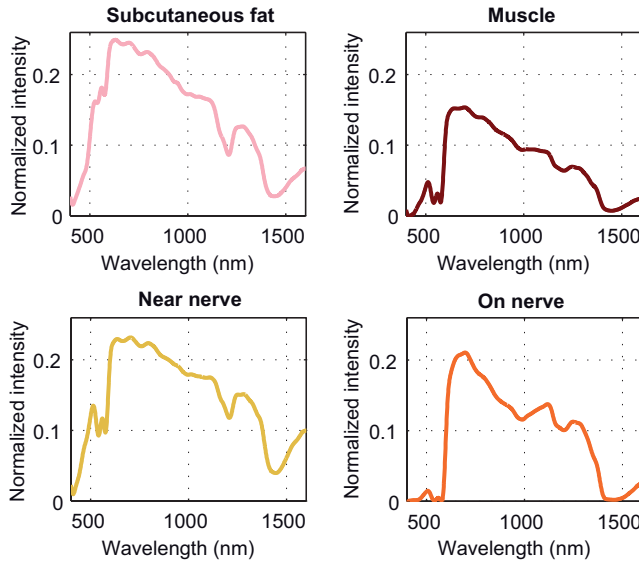 Subcutaneous fat
Normalized intensity
0.2
0.1
0
500 1000 1500
Wavelength (nm)
Muscle
Normalized intensity
0.2
0.1
0
500 1000 1500
Wavelength (nm)
Near nerve
Normalized intensity
0.2
0.1
0
500 1000 1500
Wavelength (nm)
On nerve
Normalized intensity
0.2
0.1
0
500 1000 1500
Wavelength (nm)